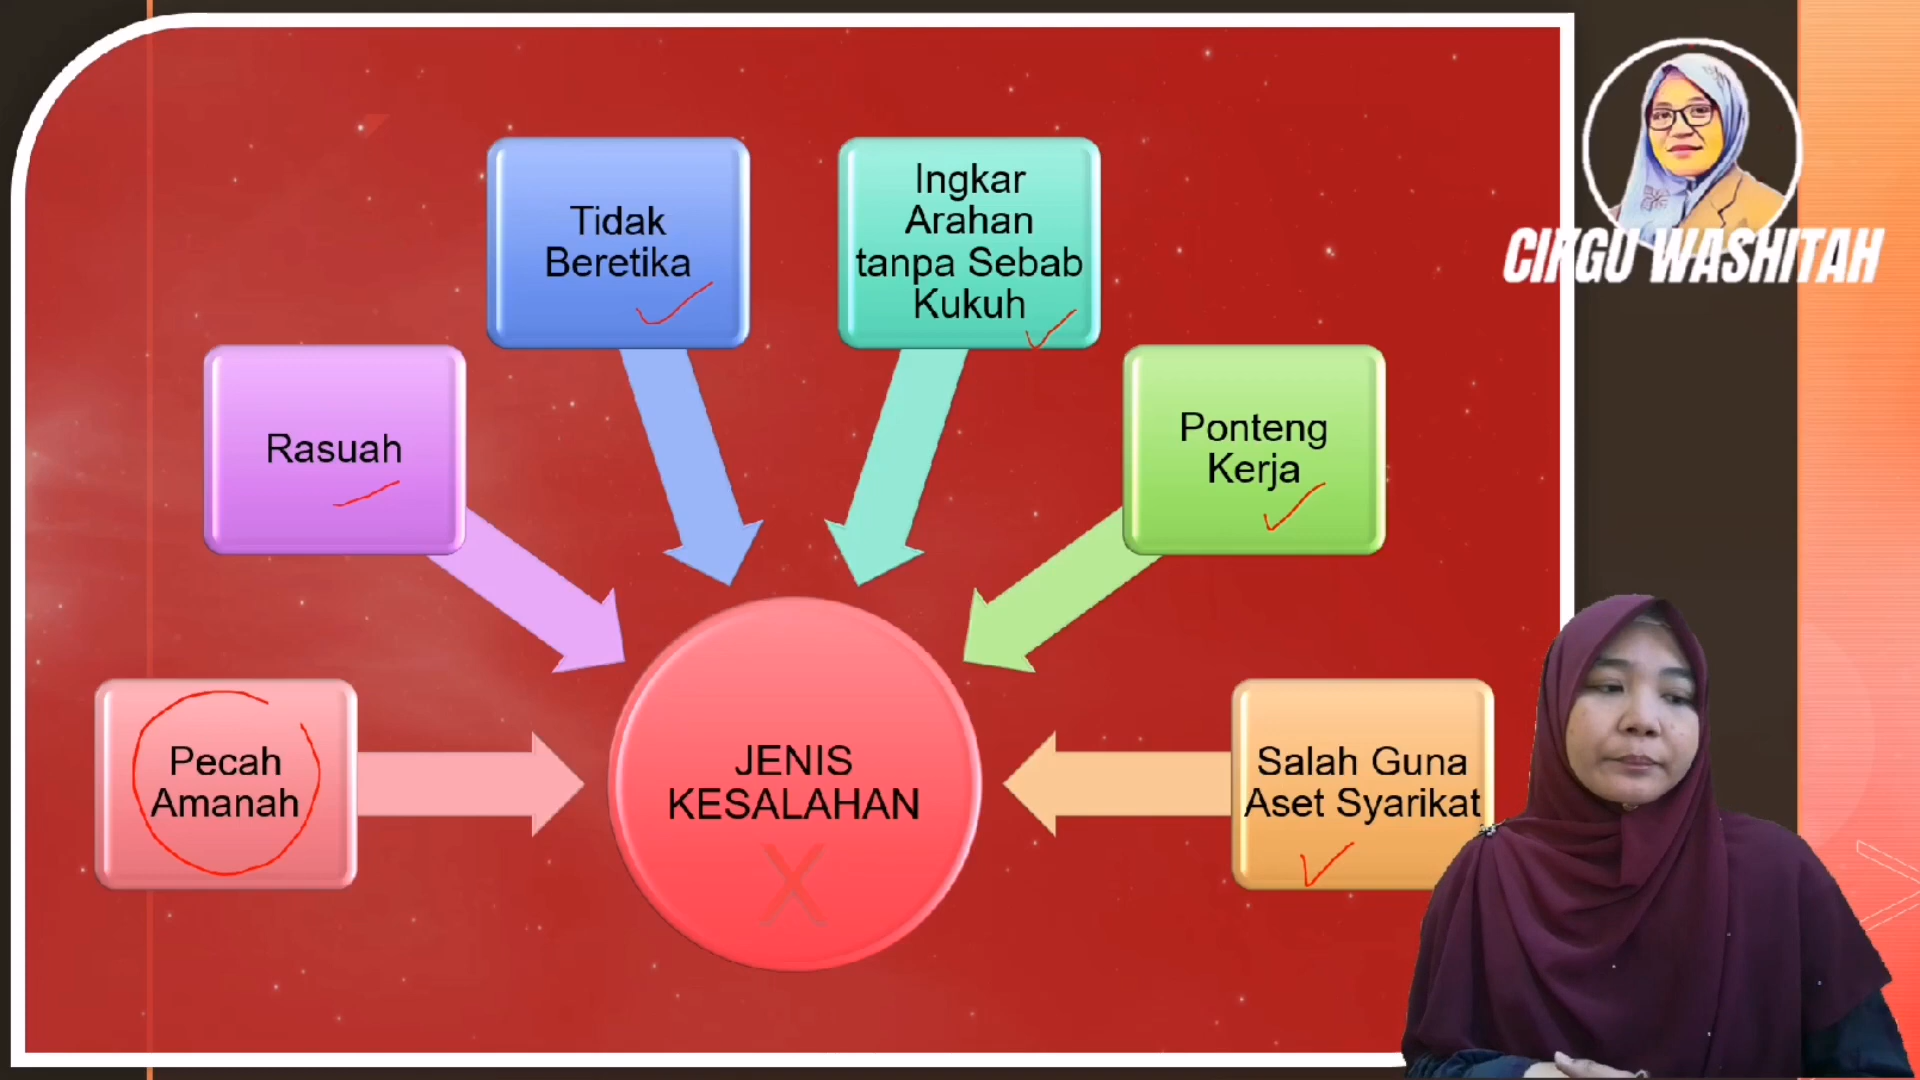 Tidak
Beretika
Ingkar
Arahan
tanpa Sebab
Kukuh
CIKGU WASHITAH
Rasuah
Ponteng
Kerja
Pecah
Amanah
JENIS
KESALAHAN
X
Salah Guna
Aset Syarikat